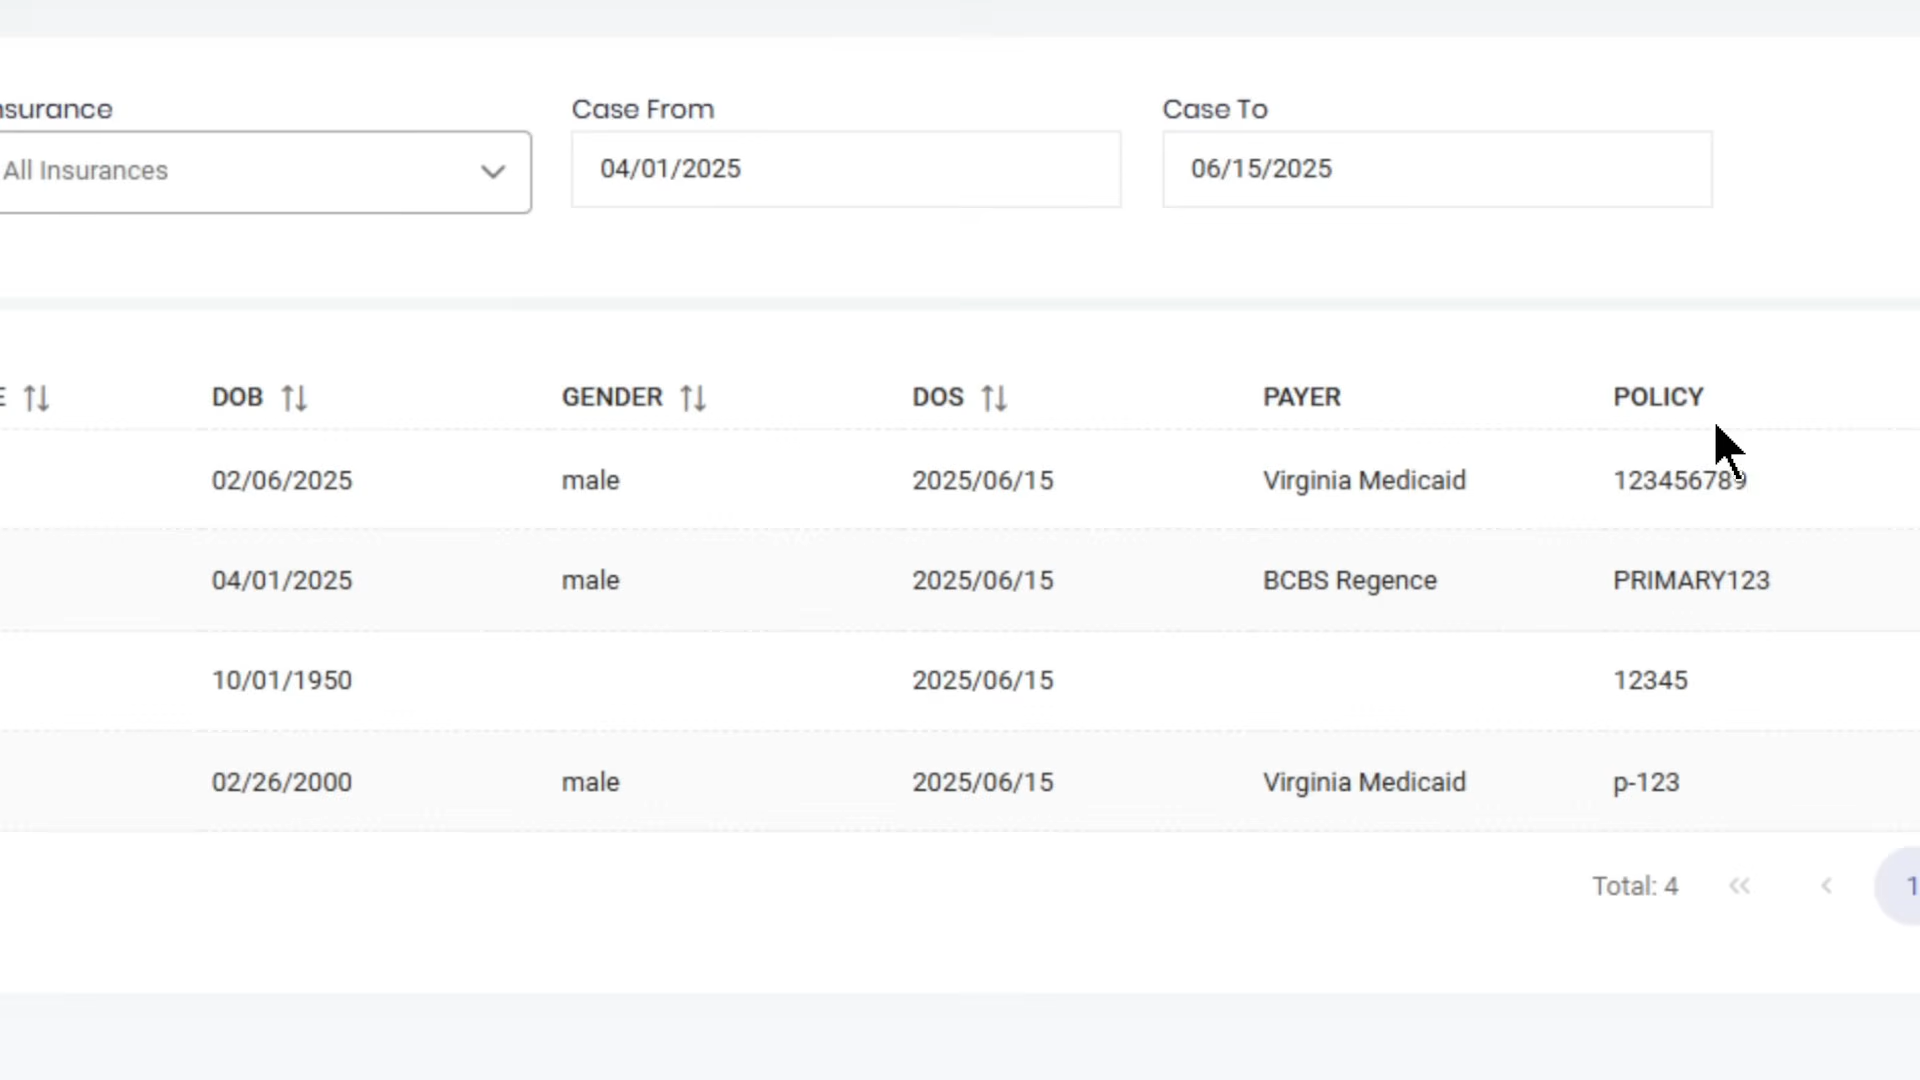 nsurance Case From Case To
All Insurances 04/01/2025 06/15/2025
E DOB GENDER DOS PAYER POLICY
02/06/2025 male 2025/06/15 Virginia Medicaid 123456789
04/01/2025 male 2025/06/15 BCBS Regence PRIMARY123
10/01/1950 2025/06/15 12345
02/26/2000 male 2025/06/15 Virginia Medicaid p-123
Total: 4 « ‹ 1